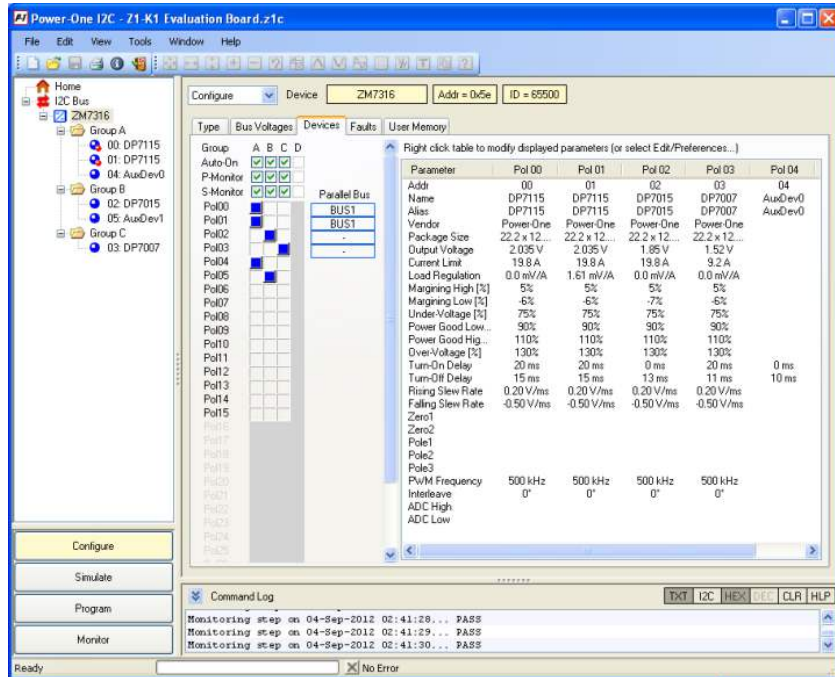 Power-One I2C - Z1-K1 Evaluation Board.z1c
File Edit View Tools Window Help
Home
I2C Bus
ZM7316
Group A
00: DP7115
01: DP7115
04: AuxDev0
Group B
02: DP7015
05: AuxDev1
Group C
03: DP7007
Configure
Simulate
Program
Monitor
Configure Device ZM7316 Addr = 0x5e ID = 65500
Type Bus Voltages Devices Faults User Memory
Group A B C D
Auto-On
P-Monitor
S-Monitor
Parallel Bus
Pol00 BUS1
Pol01 BUS1
Pol02 -
Pol03 -
Pol04
Pol05
Pol06
Pol07
Pol08
Pol09
Pol10
Pol11
Pol12
Pol13
Pol14
Pol15
Pol16
Pol17
Pol18
Pol19
Pol20
Pol21
Pol22
Pol23
Pol24
Pol25
Right click table to modify displayed parameters (or select Edit/Preferences...)
Parameter Pol 00 Pol 01 Pol 02 Pol 03 Pol 04
Addr 00 01 02 03 04
Name DP7115 DP7115 DP7015 DP7007 AuxDev0
Alias DP7115 DP7115 DP7015 DP7007 AuxDev0
Vendor Power-One Power-One Power-One Power-One
Package Size 22.2 x 12.... 22.2 x 12.... 22.2 x 12.... 22.2 x 12....
Output Voltage 2.035 V 2.035 V 1.85 V 1.52 V
Current Limit 19.8 A 19.8 A 19.8 A 9.2 A
Load Regulation 0.0 mV/A 1.61 mV/A 0.0 mV/A 0.0 mV/A
Margining High [%] 5% 5% 5% 5%
Margining Low [%] -6% -6% -7% -6%
Under-Voltage [%] 75% 75% 75% 75%
Power Good Low... 90% 90% 90% 90%
Power Good Hig... 110% 110% 110% 110%
Over-Voltage [%] 130% 130% 130% 130%
Turn-On Delay 20 ms 20 ms 0 ms 20 ms 0 ms
Turn-Off Delay 15 ms 15 ms 13 ms 11 ms 10 ms
Rising Slew Rate 0.20 V/ms 0.20 V/ms 0.20 V/ms 0.20 V/ms
Falling Slew Rate -0.50 V/ms -0.50 V/ms -0.50 V/ms -0.50 V/ms
Zero1
Zero2
Pole1
Pole2
Pole3
PWM Frequency 500 kHz 500 kHz 500 kHz 500 kHz
Interleave 0° 0° 0° 0°
ADC High
ADC Low
Command Log TXT I2C HEX DEC CLR HLP
Monitoring step on 04-Sep-2012 02:41:28... PASS
Monitoring step on 04-Sep-2012 02:41:29... PASS
Monitoring step on 04-Sep-2012 02:41:30... PASS
Ready No Error